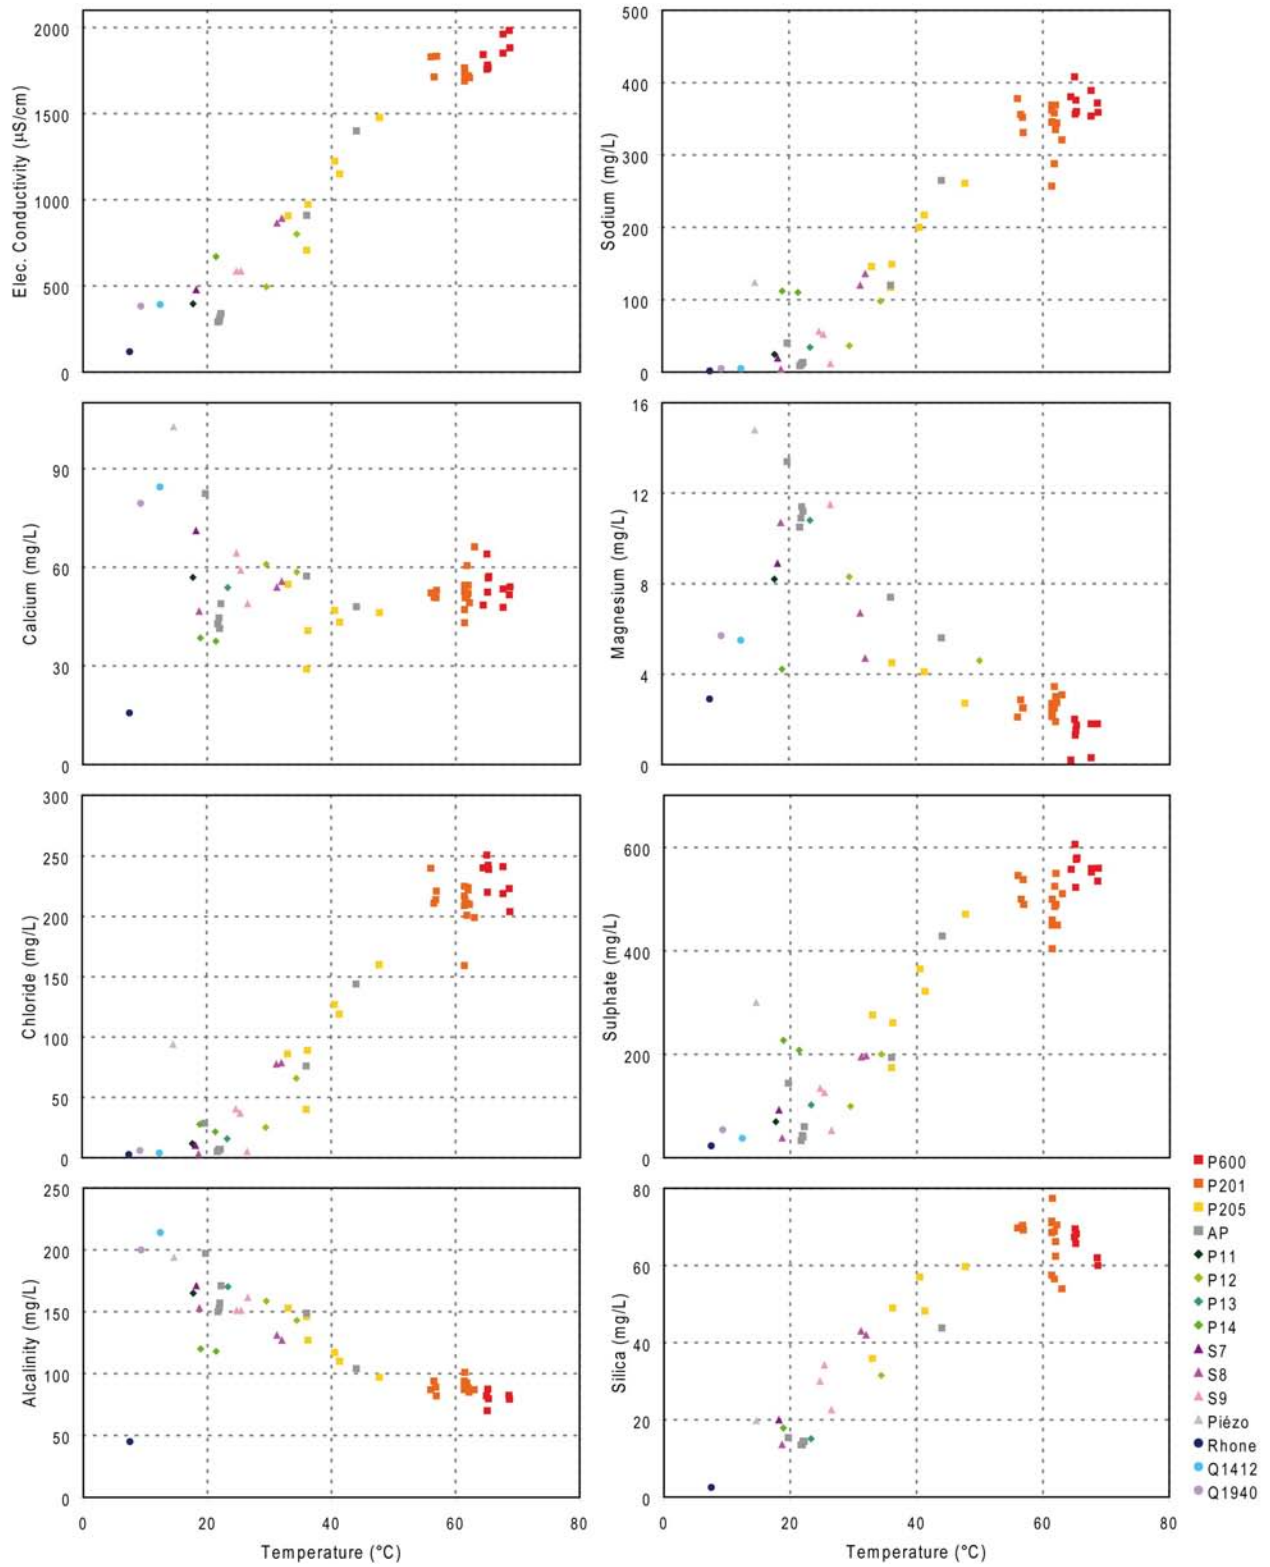 2000
1500
1000
500
0
Elec. Conductivity (µS/cm)
500
400
300
200
100
0
Sodium (mg/L)
90
60
30
0
Calcium (mg/L)
16
12
8
4
0
Magnesium (mg/L)
300
250
200
150
100
50
0
Chloride (mg/L)
600
400
200
0
Sulphate (mg/L)
250
200
150
100
50
0
Alcalinity (mg/L)
0 20 40 60 80
Temperature (°C)
80
60
40
20
0
Silica (mg/L)
0 20 40 60 80
Temperature (°C)
P600
P201
P205
AP
P11
P12
P13
P14
S7
S8
S9
Piézo
Rhone
Q1412
Q1940